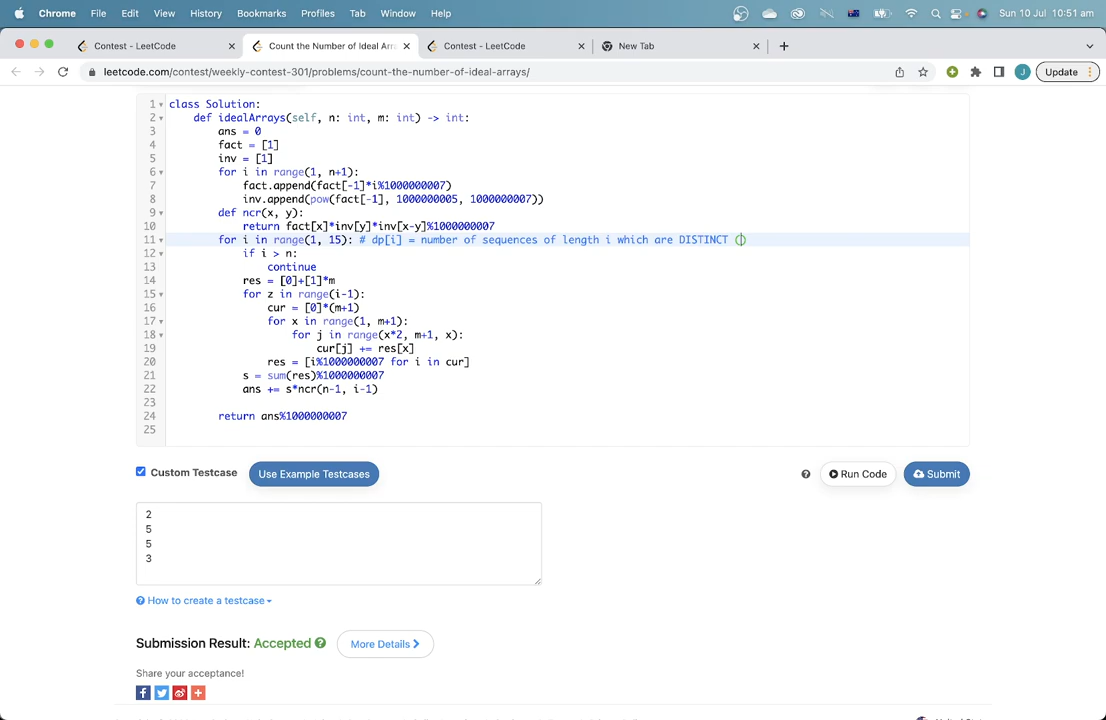 Chrome File Edit View History Bookmarks Profiles Tab Window Help Sun 10 Jul 10:51 am
Contest - LeetCode Count the Number of Ideal Arra Contest - LeetCode New Tab
leetcode.com/contest/weekly-contest-301/problems/count-the-number-of-ideal-arrays/ J Update
1 class Solution:
2 def idealArrays(self, n: int, m: int) -> int:
3 ans = 0
4 fact = [1]
5 inv = [1]
6 for i in range(1, n+1):
7 fact.append(fact[-1]*i%1000000007)
8 inv.append(pow(fact[-1], 1000000005, 1000000007))
9 def ncr(x, y):
10 return fact[x]*inv[y]*inv[x-y]%1000000007
11 for i in range(1, 15): # dp[i] = number of sequences of length i which are DISTINCT ()
12 if i > n:
13 continue
14 res = [0]+[1]*m
15 for z in range(i-1):
16 cur = [0]*(m+1)
17 for x in range(1, m+1):
18 for j in range(x*2, m+1, x):
19 cur[j] += res[x]
20 res = [i%1000000007 for i in cur]
21 s = sum(res)%1000000007
22 ans += s*ncr(n-1, i-1)
23
24 return ans%1000000007
25
Custom Testcase Use Example Testcases Run Code Submit
2
5
5
3
How to create a testcase
Submission Result: Accepted More Details
Share your acceptance!